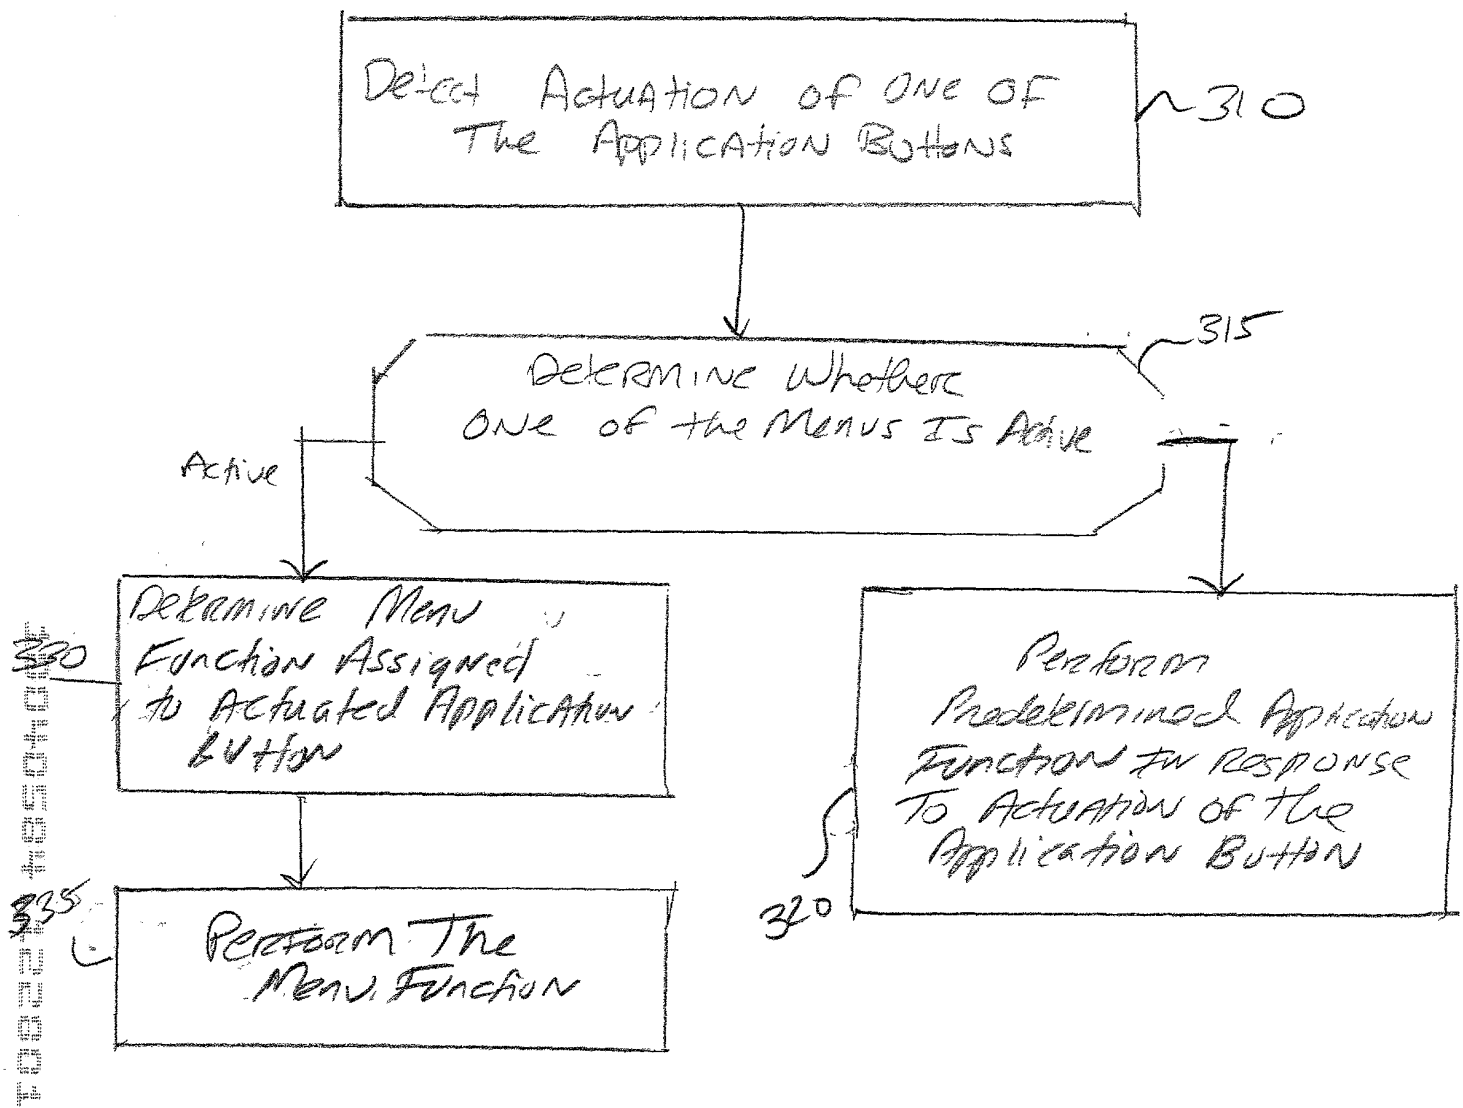 Detect Actuation of One of
The Application Buttons
310
315
Determine Whether
One of the Menus Is Active
Active
Determine Menu
Function Assigned
to Actuated Application
Button
330
Perform
Predetermined Application
Function In Response
To Actuation of the
Application Button
320
335
Perform The
Menu Function